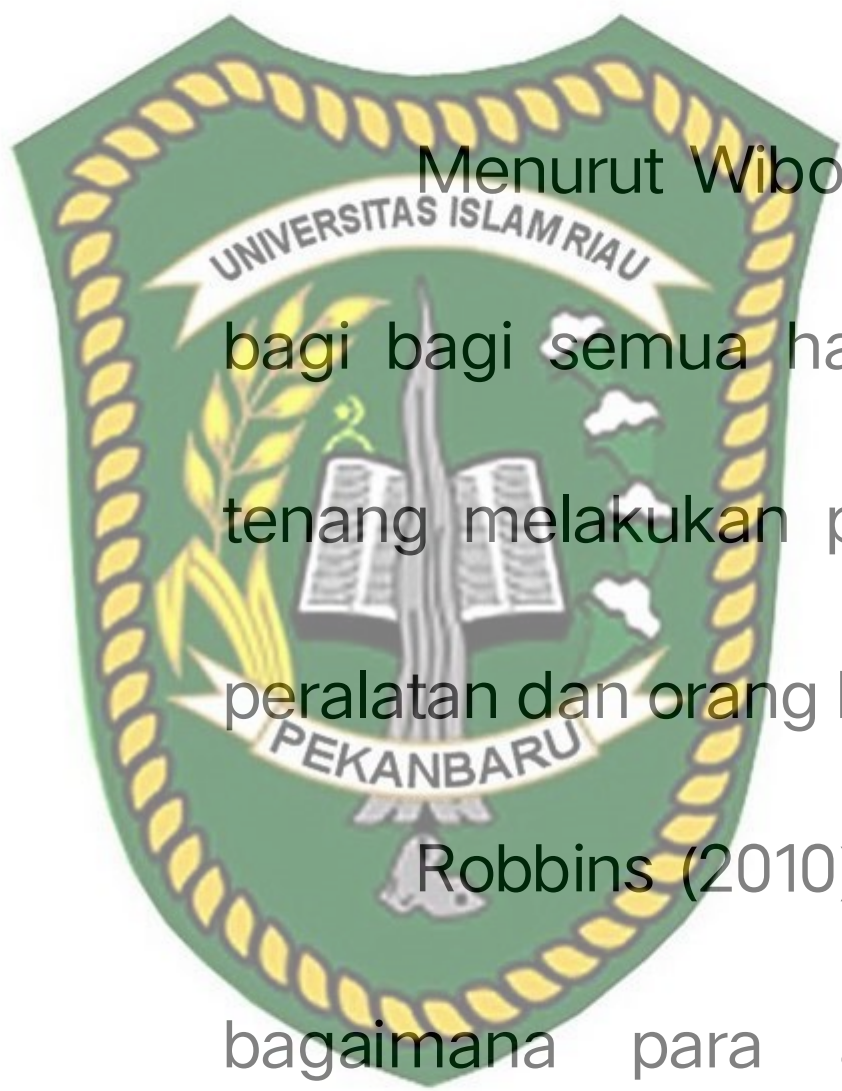 Menurut Wibo
UNIVERSITAS ISLAM RIAU
bagi bagi semua ha
tenang melakukan p
peralatan dan orang
PEKANBARU
Robbins (2010)
bagaimana para